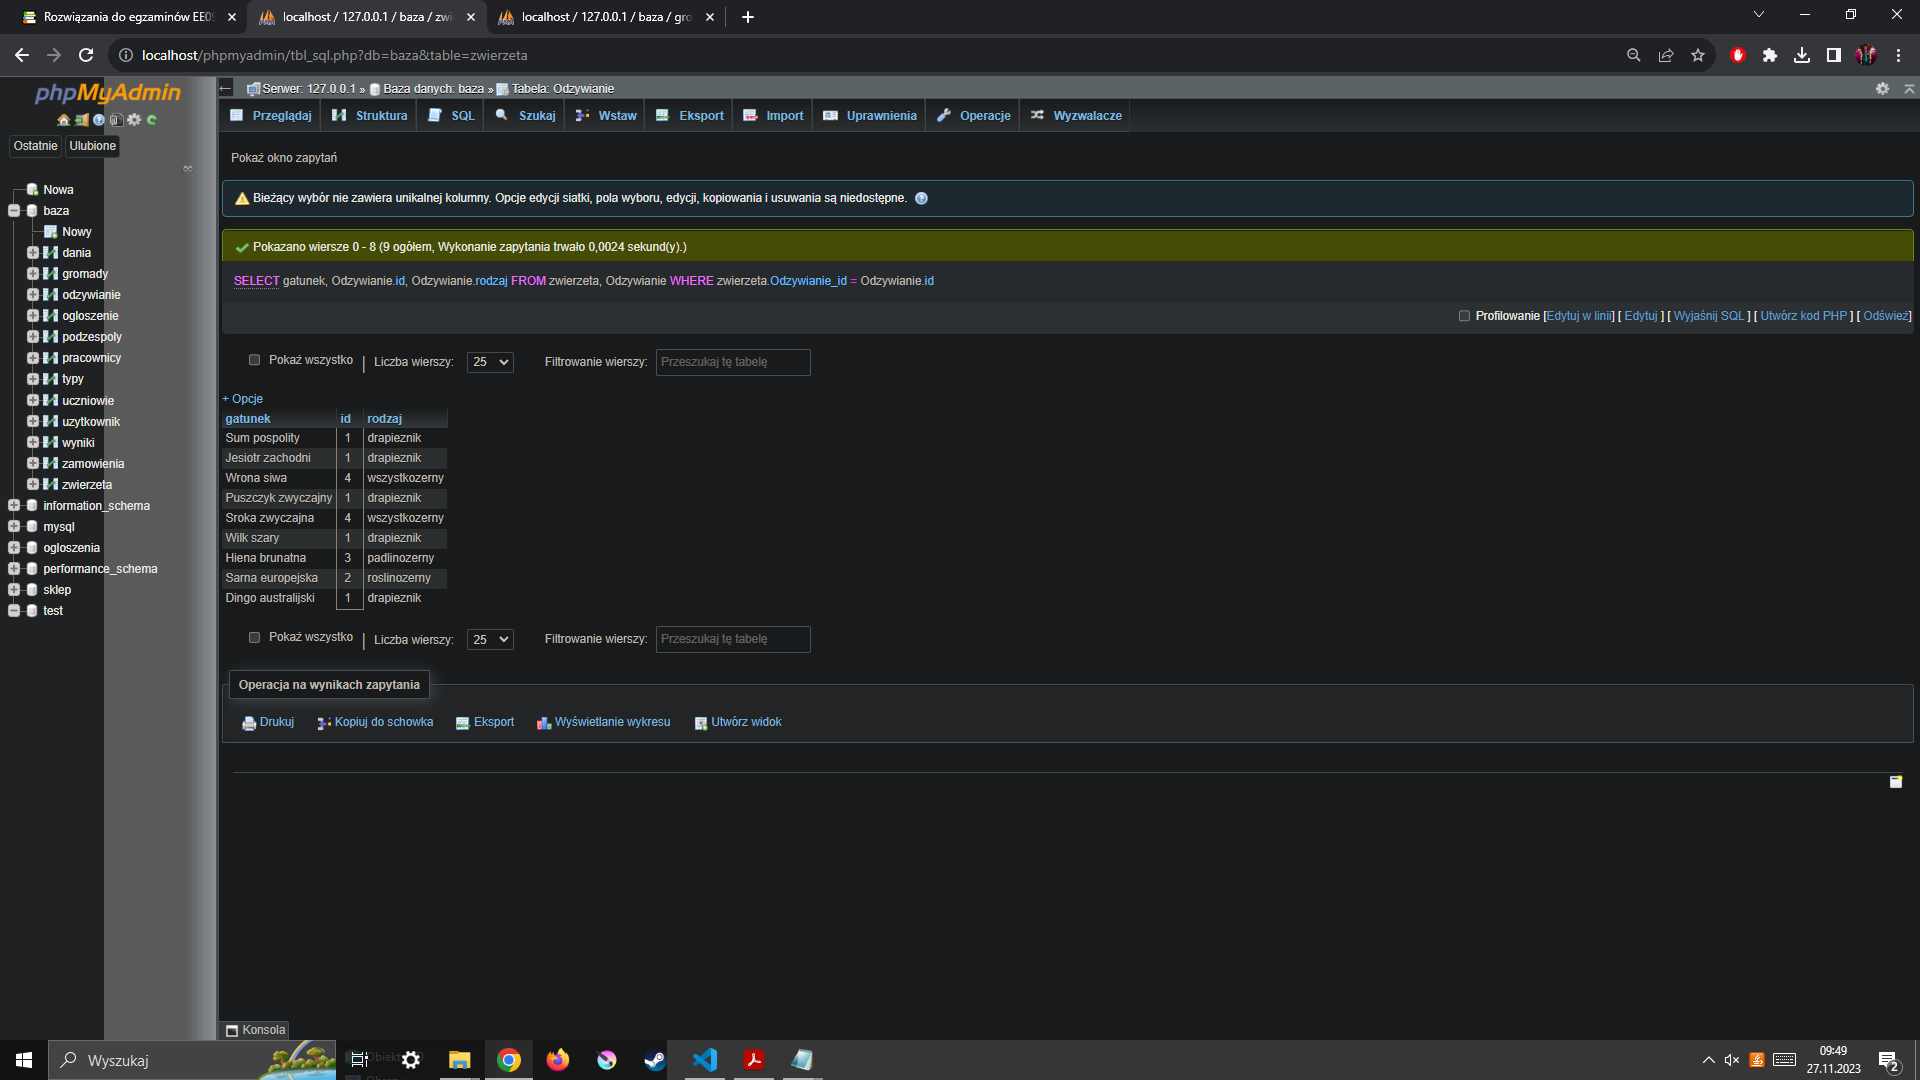 Rozwiązania do egzaminów EE09
localhost / 127.0.0.1 / baza / zwi
localhost / 127.0.0.1 / baza / gro
localhost/phpmyadmin/tbl_sql.php?db=baza&table=zwierzeta
phpMyAdmin
Ostatnie Ulubione
Nowa
baza
Nowy
dania
gromady
odzywianie
ogloszenie
podzespoly
pracownicy
typy
uczniowie
uzytkownik
wyniki
zamowienia
zwierzeta
information_schema
mysql
ogloszenia
performance_schema
sklep
test
Serwer: 127.0.0.1 » Baza danych: baza » Tabela: Odzywianie
Przeglądaj Struktura SQL Szukaj Wstaw Eksport Import Uprawnienia Operacje Wyzwalacze
Pokaż okno zapytań
Bieżący wybór nie zawiera unikalnej kolumny. Opcje edycji siatki, pola wyboru, edycji, kopiowania i usuwania są niedostępne.
Pokazano wiersze 0 - 8 (9 ogółem, Wykonanie zapytania trwało 0,0024 sekund(y).)
SELECT gatunek, Odzywianie.id, Odzywianie.rodzaj FROM zwierzeta, Odzywianie WHERE zwierzeta.Odzywianie_id = Odzywianie.id
Profilowanie [Edytuj w linii] [ Edytuj ] [ Wyjaśnij SQL ] [ Utwórz kod PHP ] [ Odśwież]
Pokaż wszystko | Liczba wierszy: 25 Filtrowanie wierszy: Przeszukaj tę tabelę
+ Opcje
gatunek id rodzaj
Sum pospolity 1 drapieznik
Jesiotr zachodni 1 drapieznik
Wrona siwa 4 wszystkozerny
Puszczyk zwyczajny 1 drapieznik
Sroka zwyczajna 4 wszystkozerny
Wilk szary 1 drapieznik
Hiena brunatna 3 padlinozerny
Sarna europejska 2 roslinozerny
Dingo australijski 1 drapieznik
Pokaż wszystko | Liczba wierszy: 25 Filtrowanie wierszy: Przeszukaj tę tabelę
Operacja na wynikach zapytania
Drukuj Kopiuj do schowka Eksport Wyświetlanie wykresu Utwórz widok
Konsola
Wyszukaj
09:49
27.11.2023
2